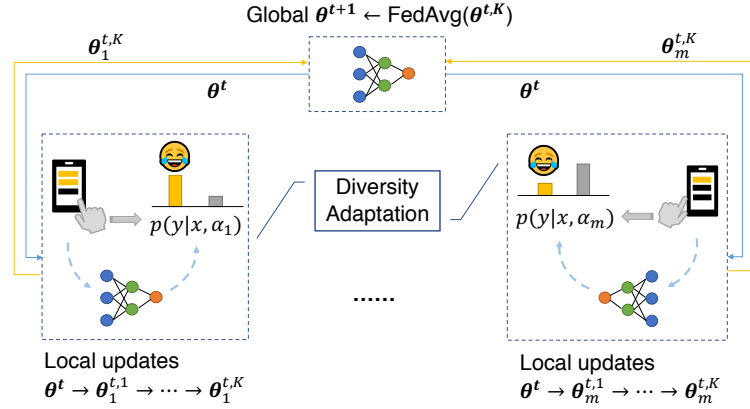 Global θ^{t+1} ← FedAvg(θ^{t,K})
θ_1^{t,K}
θ_m^{t,K}
θ^t
θ^t
p(y|x, α_1)
Diversity
Adaptation
p(y|x, α_m)
......
Local updates
θ^t → θ_1^{t,1} → ⋯ → θ_1^{t,K}
Local updates
θ^t → θ_m^{t,1} → ⋯ → θ_m^{t,K}